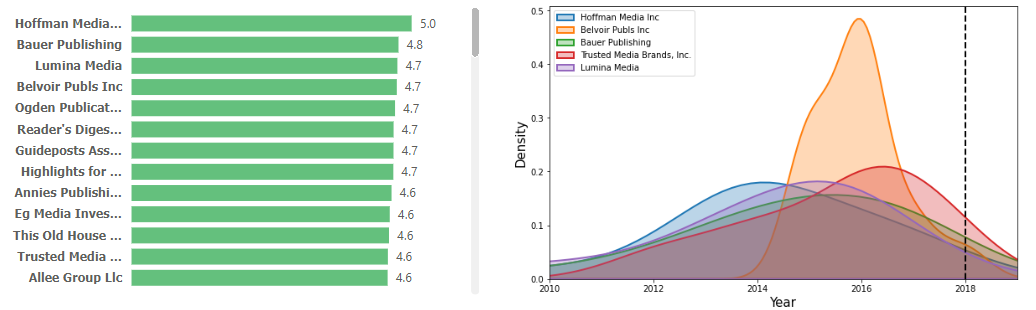 Hoffman Media... 5.0
Bauer Publishing 4.8
Lumina Media 4.7
Belvoir Publs Inc 4.7
Ogden Publicat... 4.7
Reader's Diges... 4.7
Guideposts Ass... 4.7
Highlights for ... 4.7
Annies Publishi... 4.6
Eg Media Inves... 4.6
This Old House ... 4.6
Trusted Media ... 4.6
Allee Group Llc 4.6
Hoffman Media Inc
Belvoir Publs Inc
Bauer Publishing
Trusted Media Brands, Inc.
Lumina Media
0.5
0.4
0.3
0.2
0.1
0.0
Density
2010 2012 2014 2016 2018
Year